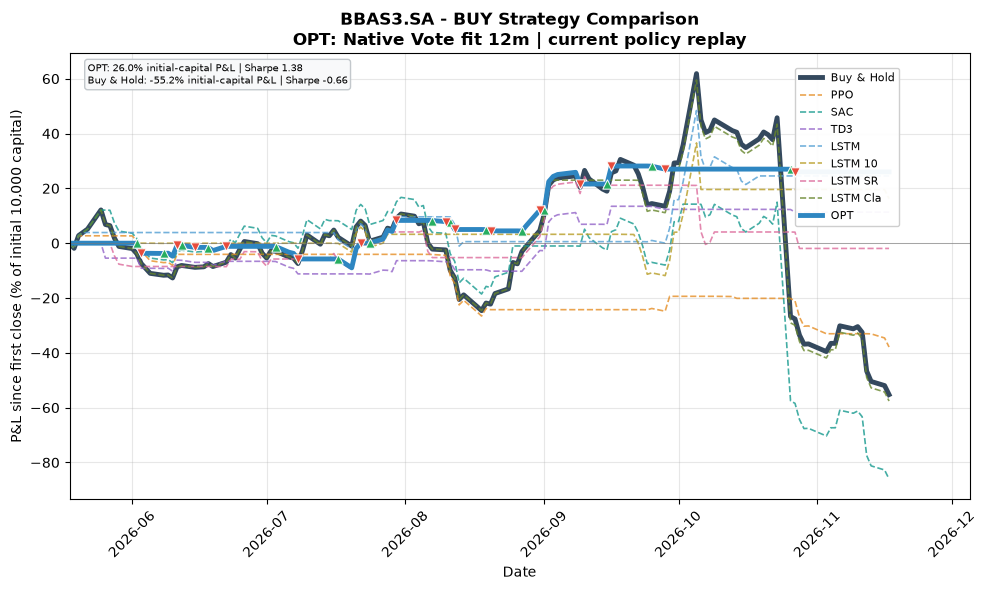 BBAS3.SA - BUY Strategy Comparison
OPT: Native Vote fit 12m | current policy replay
OPT: 26.0% initial-capital P&L | Sharpe 1.38
Buy & Hold: -55.2% initial-capital P&L | Sharpe -0.66
Buy & Hold
PPO
SAC
TD3
LSTM
LSTM 10
LSTM SR
LSTM Cla
OPT
P&L since first close (% of initial 10,000 capital)
60
40
20
0
−20
−40
−60
−80
2026-06
2026-07
2026-08
2026-09
2026-10
2026-11
2026-12
Date